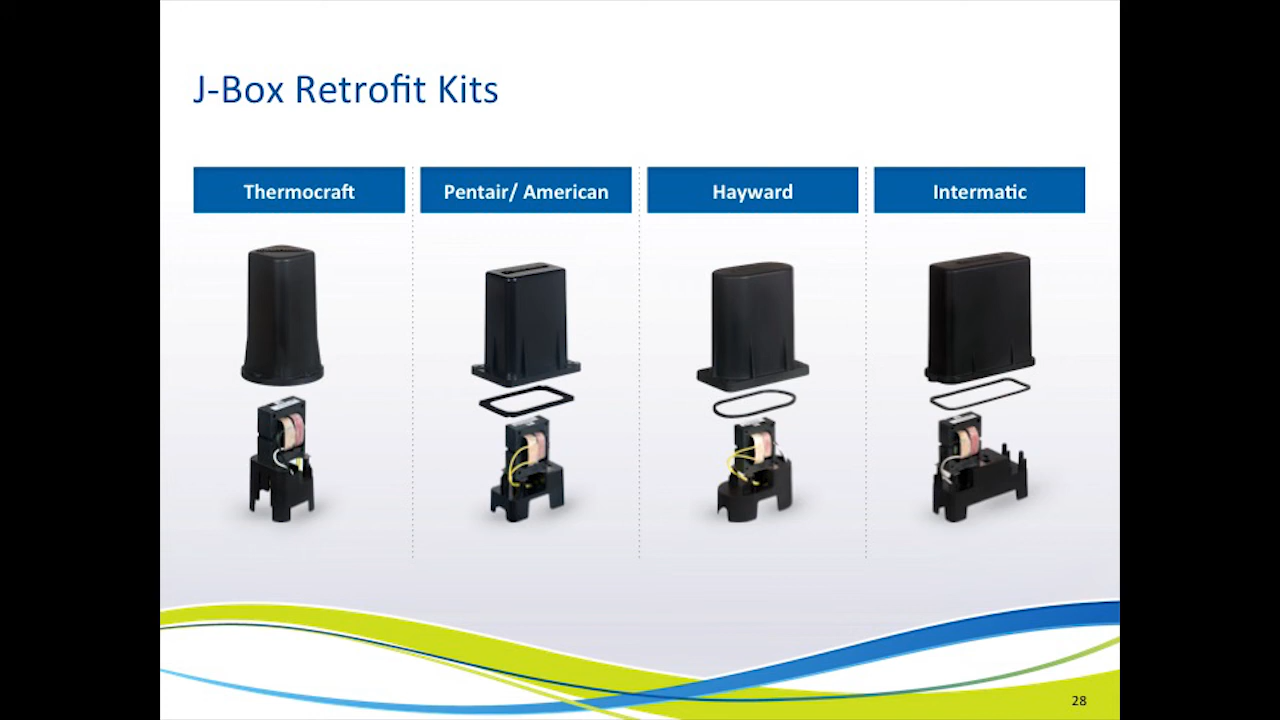 J-Box Retrofit Kits
Thermocraft
Pentair/ American
Hayward
Intermatic
28